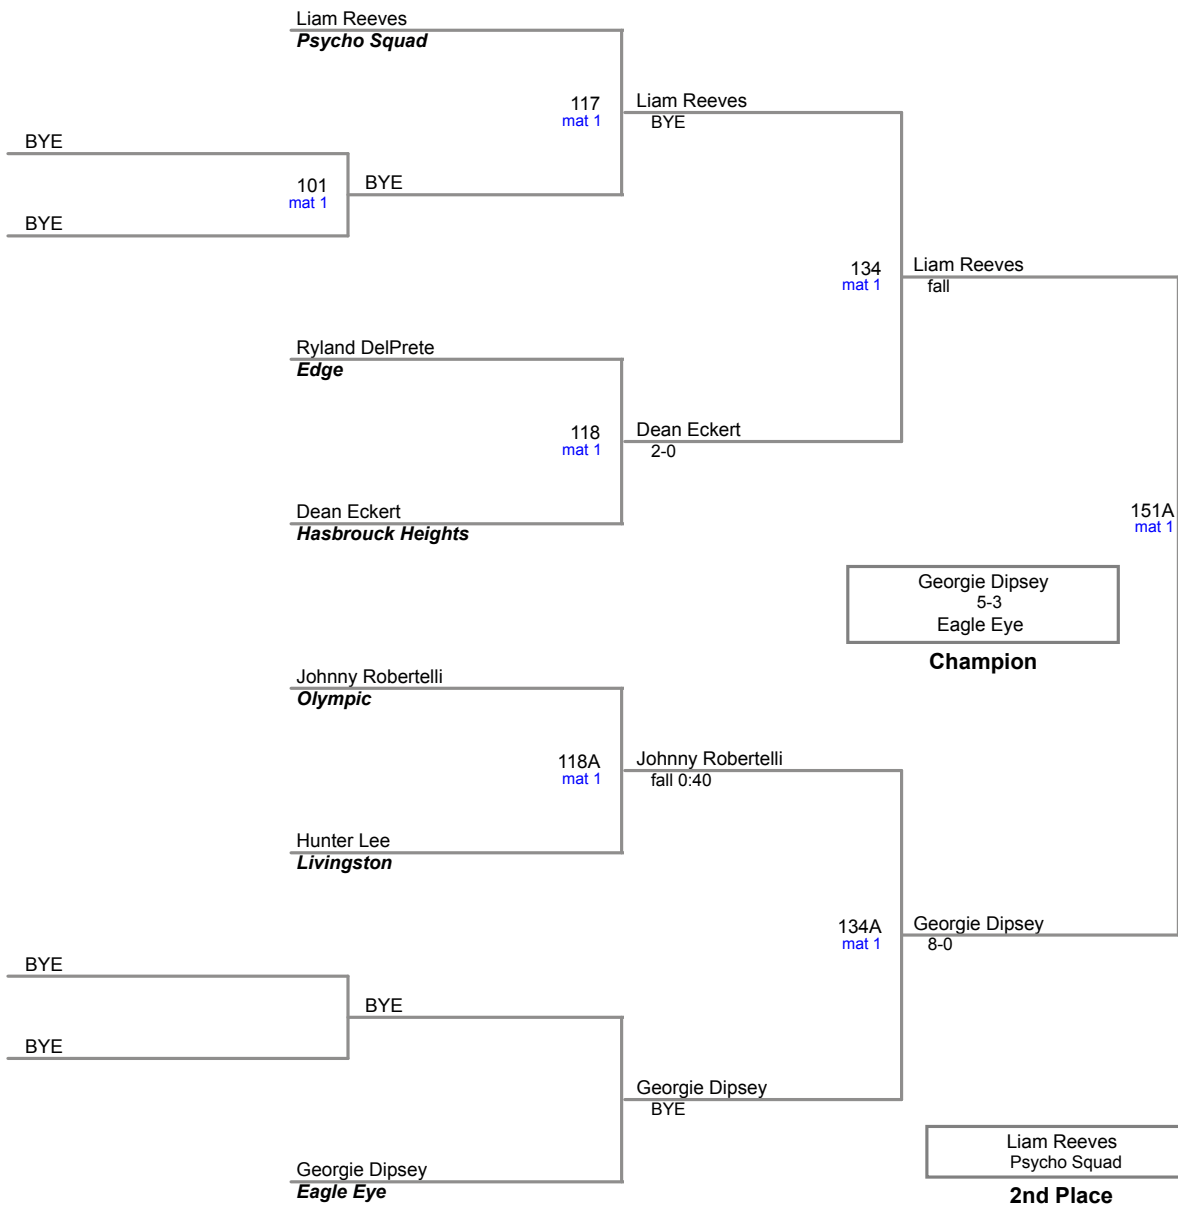 Liam Reeves
Psycho Squad
117
mat 1
Liam Reeves
BYE
BYE
101
mat 1
BYE
BYE
134
mat 1
Liam Reeves
fall
Ryland DelPrete
Edge
118
mat 1
Dean Eckert
2-0
Dean Eckert
Hasbrouck Heights
151A
mat 1
Georgie Dipsey
5-3
Eagle Eye
Champion
Johnny Robertelli
Olympic
118A
mat 1
Johnny Robertelli
fall 0:40
Hunter Lee
Livingston
134A
mat 1
Georgie Dipsey
8-0
BYE
BYE
BYE
Georgie Dipsey
BYE
Georgie Dipsey
Eagle Eye
Liam Reeves
Psycho Squad
2nd Place